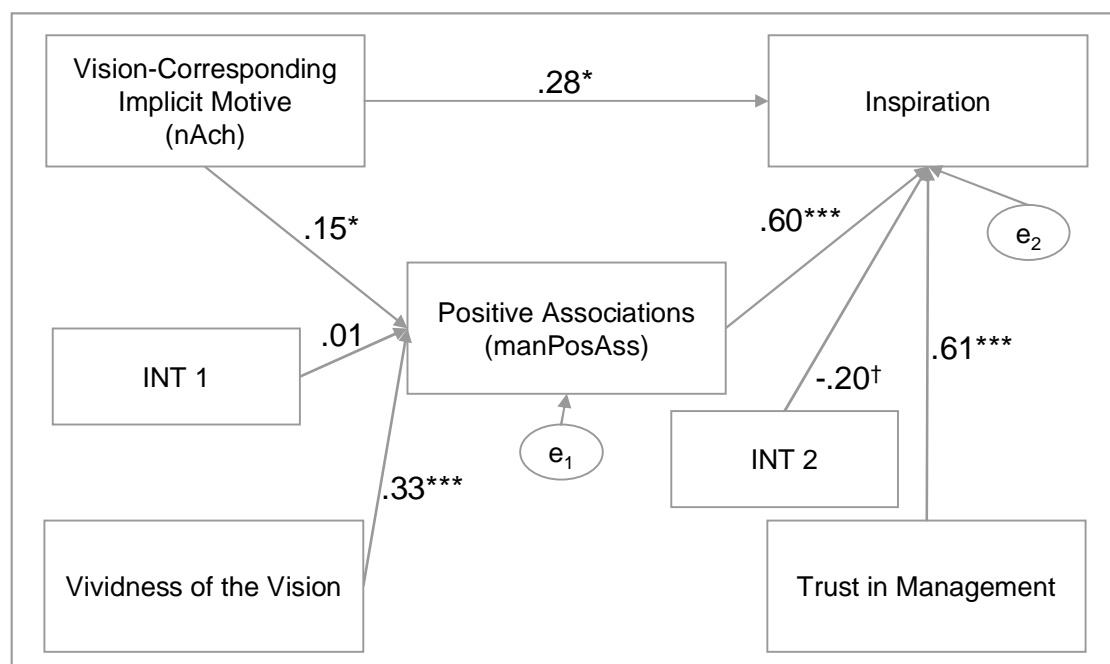 Vision-Corresponding
Implicit Motive
(nAch)
.28*
Inspiration
.15*
.60***
e₂
Positive Associations
(manPosAss)
.01
INT 1
.61***
-.20†
e₁
INT 2
.33***
Vividness of the Vision
Trust in Management